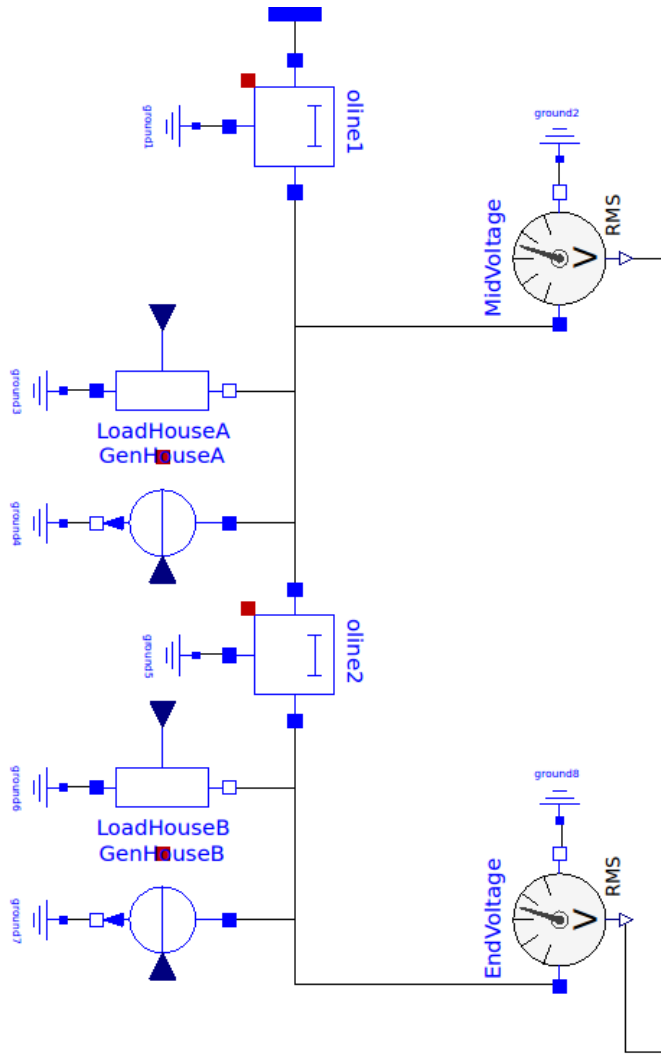 oline1
ground1
ground2
MidVoltage
RMS
V
ground3
LoadHouseA
GenHouseA
ground4
oline2
ground5
ground6
LoadHouseB
GenHouseB
ground7
ground8
EndVoltage
RMS
V